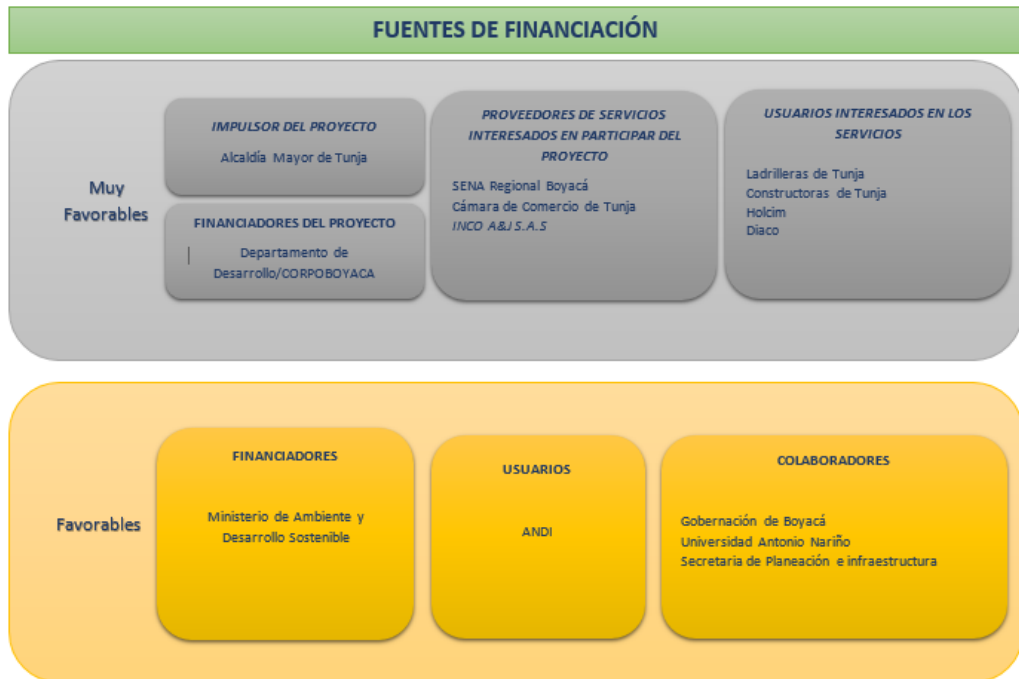 FUENTES DE FINANCIACIÓN
Muy
Favorables
IMPULSOR DEL PROYECTO
Alcaldía Mayor de Tunja
FINANCIADORES DEL PROYECTO
Departamento de
Desarrollo/CORPOBOYACA
PROVEEDORES DE SERVICIOS
INTERESADOS EN PARTICIPAR DEL
PROYECTO
SENA Regional Boyacá
Cámara de Comercio de Tunja
INCO A&J S.A.S
USUARIOS INTERESADOS EN LOS
SERVICIOS
Ladrilleras de Tunja
Constructoras de Tunja
Holcim
Diaco
Favorables
FINANCIADORES
Ministerio de Ambiente y
Desarrollo Sostenible
USUARIOS
ANDI
COLABORADORES
Gobernación de Boyacá
Universidad Antonio Nariño
Secretaria de Planeación e infraestructura